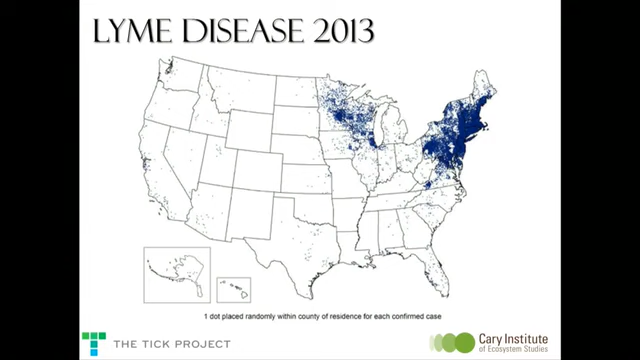 LYME DISEASE 2013
1 dot placed randomly within county of residence for each confirmed case
THE TICK PROJECT
Cary Institute
of Ecosystem Studies